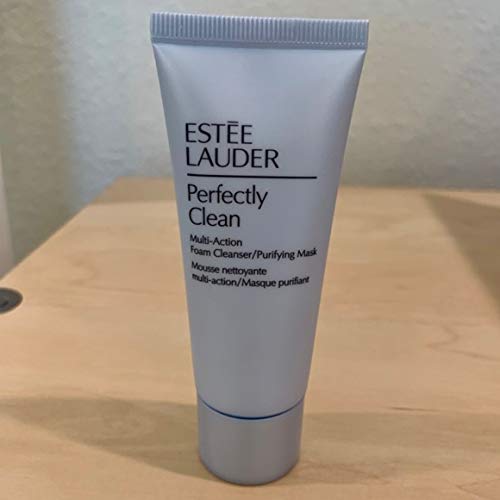 ESTĒE
LAUDER
Perfectly
Clean
Multi-Action
Foam Cleanser/Purifying Mask
Mousse nettoyante
multi-action/Masque purifiant